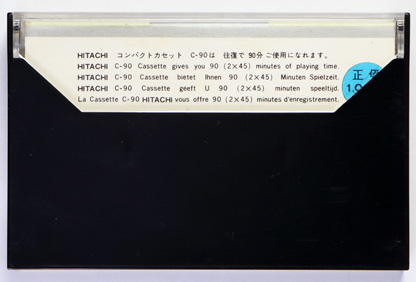 HITACHI コンパクトカセット C-90は 往復で 90分 ご使用になれます。
HITACHI C-90 Cassette gives you 90 (2×45) minutes of playing time.
HITACHI C-90 Cassette bietet Ihnen 90 (2×45) Minuten Spielzeit.
HITACHI C-90 Cassette geeft U 90 (2×45) minuten speeltijd.
La Cassette C-90 HITACHI vous offre 90 (2×45) minutes d'enregistrement.
正